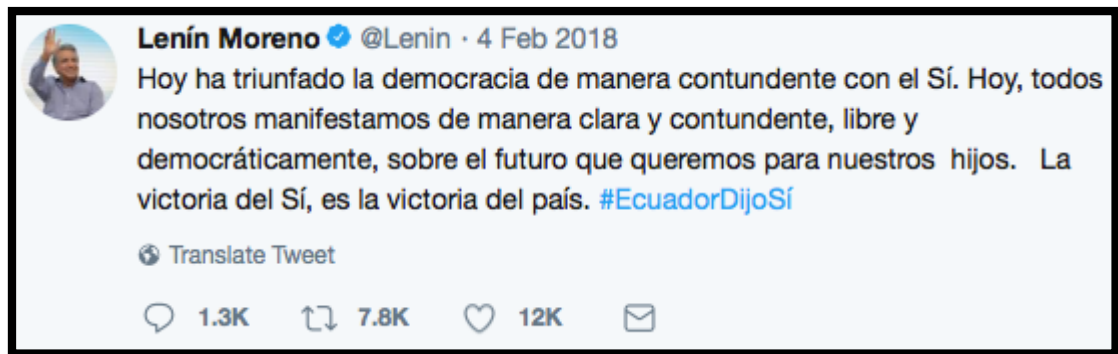 Lenín Moreno @Lenin · 4 Feb 2018
Hoy ha triunfado la democracia de manera contundente con el Sí. Hoy, todos
nosotros manifestamos de manera clara y contundente, libre y
democráticamente, sobre el futuro que queremos para nuestros  hijos.   La
victoria del Sí, es la victoria del país. #EcuadorDijoSí
Translate Tweet
1.3K 7.8K 12K